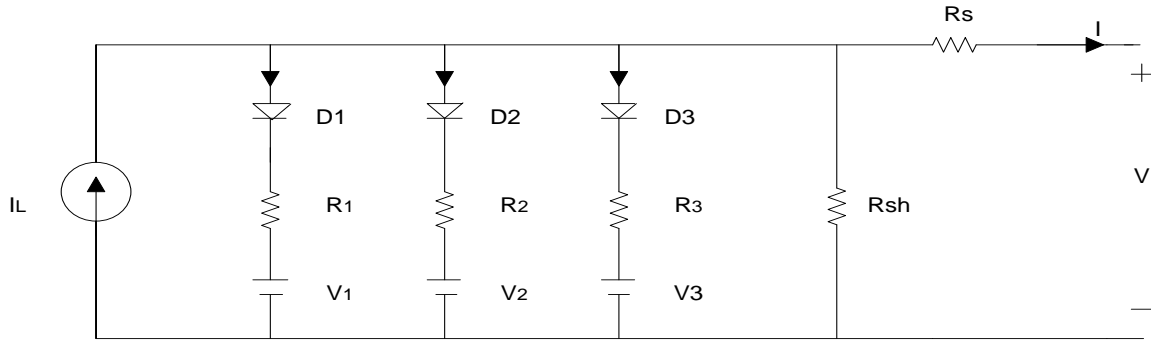 Rs
I
+
D1
D2
D3
IL
R1
R2
R3
Rsh
V
V1
V2
V3
—